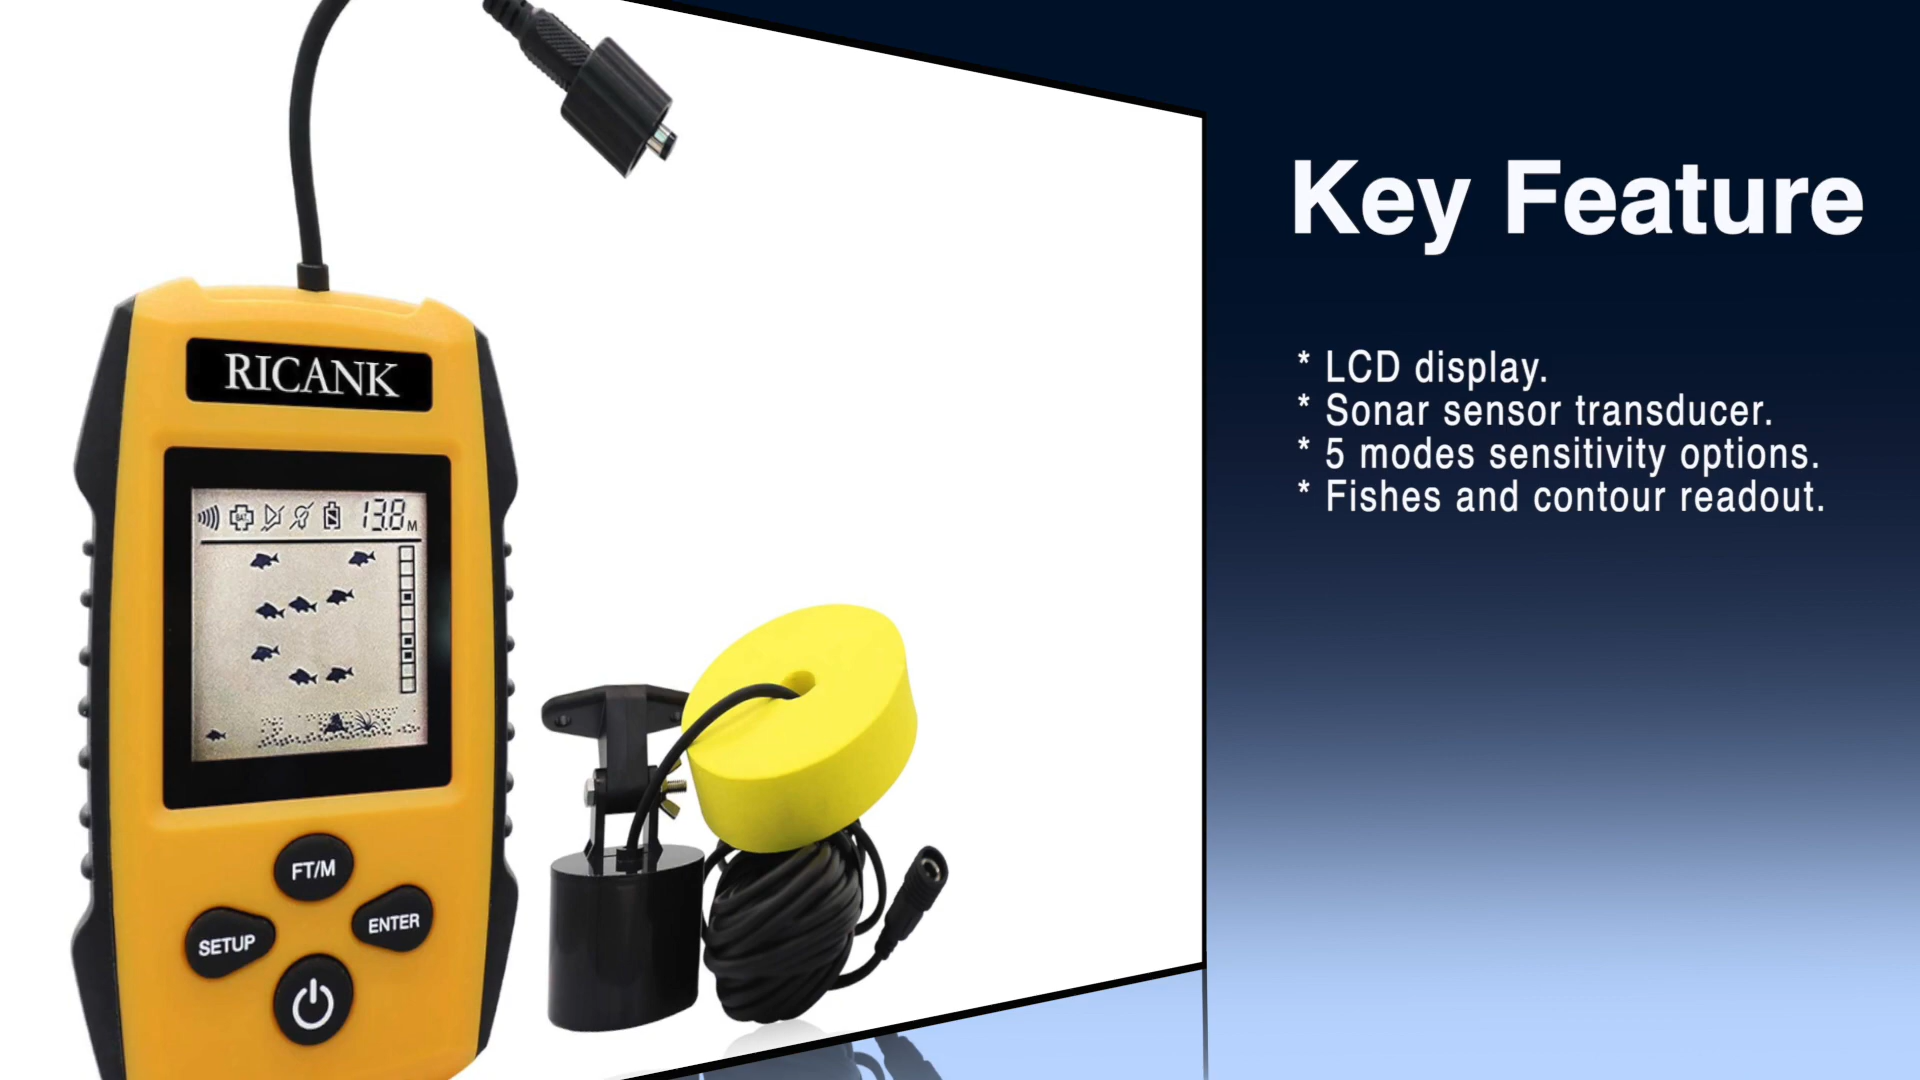 RICANK
13.8 M
FT/M
SETUP
ENTER
Key Feature
* LCD display.
* Sonar sensor transducer.
* 5 modes sensitivity options.
* Fishes and contour readout.